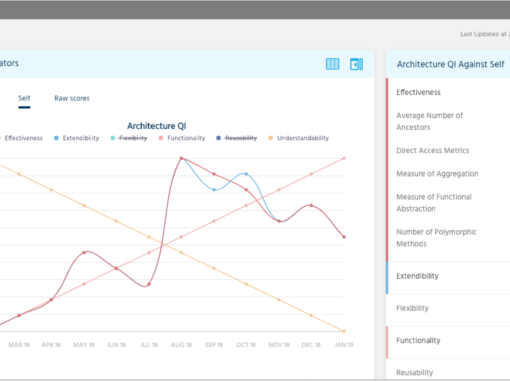 Last Updated at
ators
Architecture QI Against Self
Self
Raw scores
Effectiveness
Average Number of
Ancestors
Direct Access Metrics
Measure of Aggregation
Measure of Functional
Abstraction
Number of Polymorphic
Methods
Extendibility
Flexibility
Functionality
Reusability
Architecture QI
Effectiveness
Extendibility
Flexibility
Functionality
Reusability
Understandability
MAR 18
APR 18
MAY 18
JUN 18
JUL 18
AUG 18
SEP 18
OCT 18
NOV 18
DEC 18
JAN 19